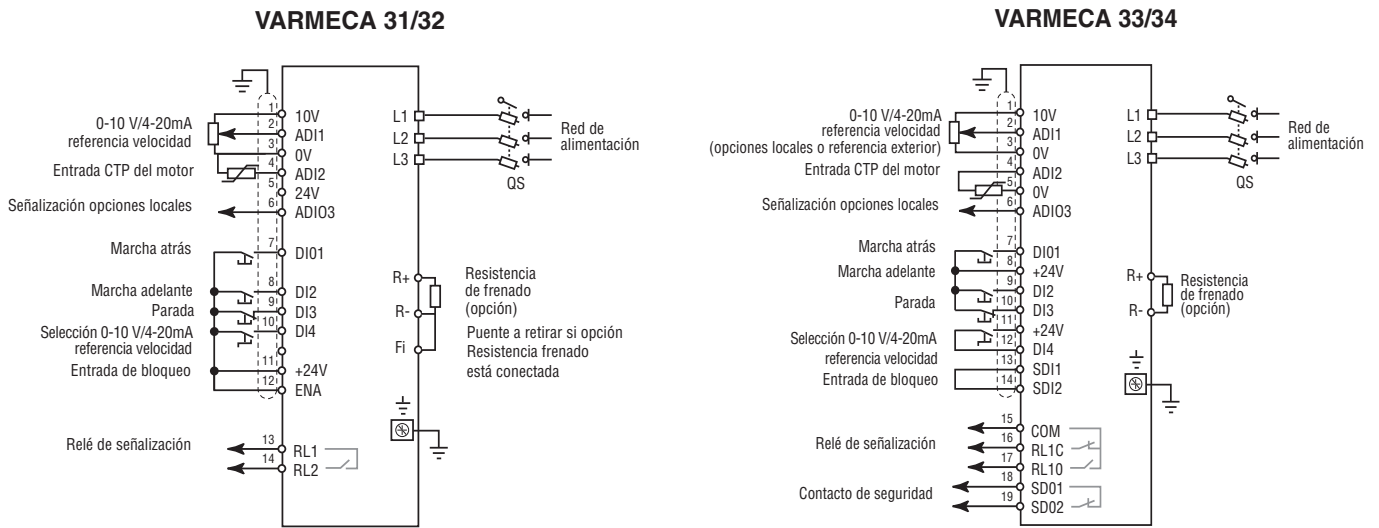 VARMECA 31/32
0-10 V/4-20mA
referencia velocidad
Entrada CTP del motor
Señalización opciones locales
Marcha atrás
Marcha adelante
Parada
Selección 0-10 V/4-20mA
referencia velocidad
Entrada de bloqueo
Relé de señalización
1 10V
2 ADI1
3 0V
4 ADI2
5 24V
6 ADIO3
7 DI01
8 DI2
9 DI3
10 DI4
11 +24V
12 ENA
13 RL1
14 RL2
L1
L2
L3
QS
Red de
alimentación
R+
R-
Fi
Resistencia
de frenado
(opción)
Puente a retirar si opción
Resistencia frenado
está conectada
VARMECA 33/34
0-10 V/4-20mA
referencia velocidad
(opciones locales o referencia exterior)
Entrada CTP del motor
Señalización opciones locales
Marcha atrás
Marcha adelante
Parada
Selección 0-10 V/4-20mA
referencia velocidad
Entrada de bloqueo
Relé de señalización
Contacto de seguridad
1 10V
2 ADI1
3 0V
4 ADI2
5 0V
6 ADIO3
7 DI01
8 +24V
9 DI2
10 DI3
11 +24V
12 DI4
13 SDI1
14 SDI2
15 COM
16 RL1C
17 RL10
18 SD01
19 SD02
L1
L2
L3
QS
Red de
alimentación
R+
R-
Resistencia
de frenado
(opción)